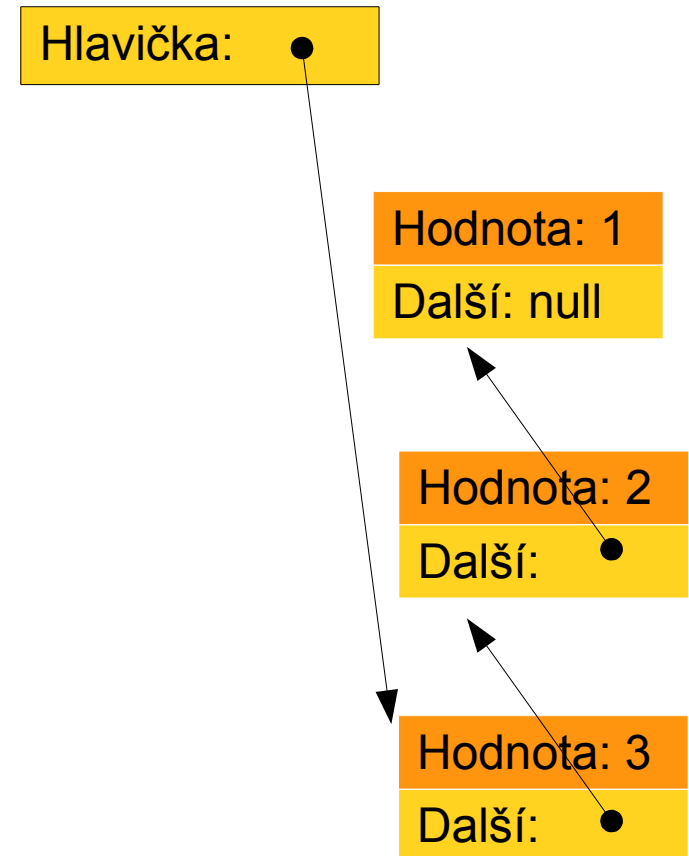 Hlavička:
Hodnota: 1
Další: null
Hodnota: 2
Další:
Hodnota: 3
Další: